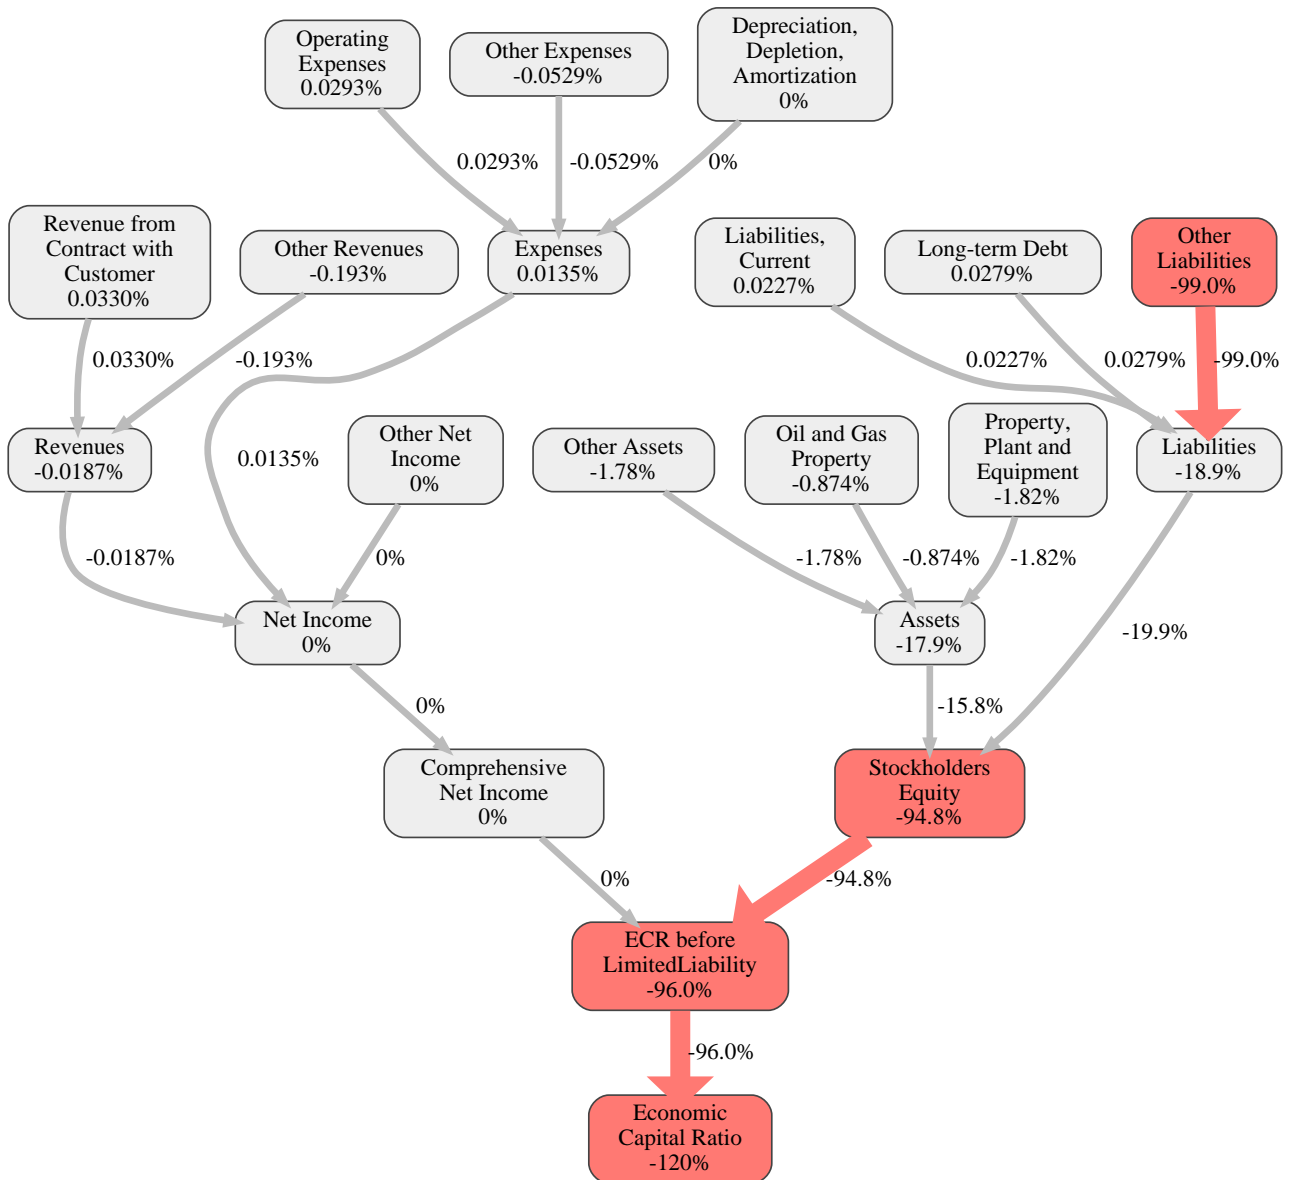 Operating
Expenses
0.0293%
Other Expenses
-0.0529%
Depreciation,
Depletion,
Amortization
0%
0.0293%
-0.0529%
0%
Revenue from
Contract with
Customer
0.0330%
Other Revenues
-0.193%
Expenses
0.0135%
Liabilities,
Current
0.0227%
Long-term Debt
0.0279%
Other
Liabilities
-99.0%
0.0330%
-0.193%
0.0227%
0.0279%
-99.0%
Revenues
-0.0187%
0.0135%
Other Net
Income
0%
Other Assets
-1.78%
Oil and Gas
Property
-0.874%
Property,
Plant and
Equipment
-1.82%
Liabilities
-18.9%
-0.0187%
0%
-1.78%
-0.874%
-1.82%
Net Income
0%
Assets
-17.9%
-19.9%
0%
-15.8%
Comprehensive
Net Income
0%
Stockholders
Equity
-94.8%
0%
-94.8%
ECR before
LimitedLiability
-96.0%
-96.0%
Economic
Capital Ratio
-120%